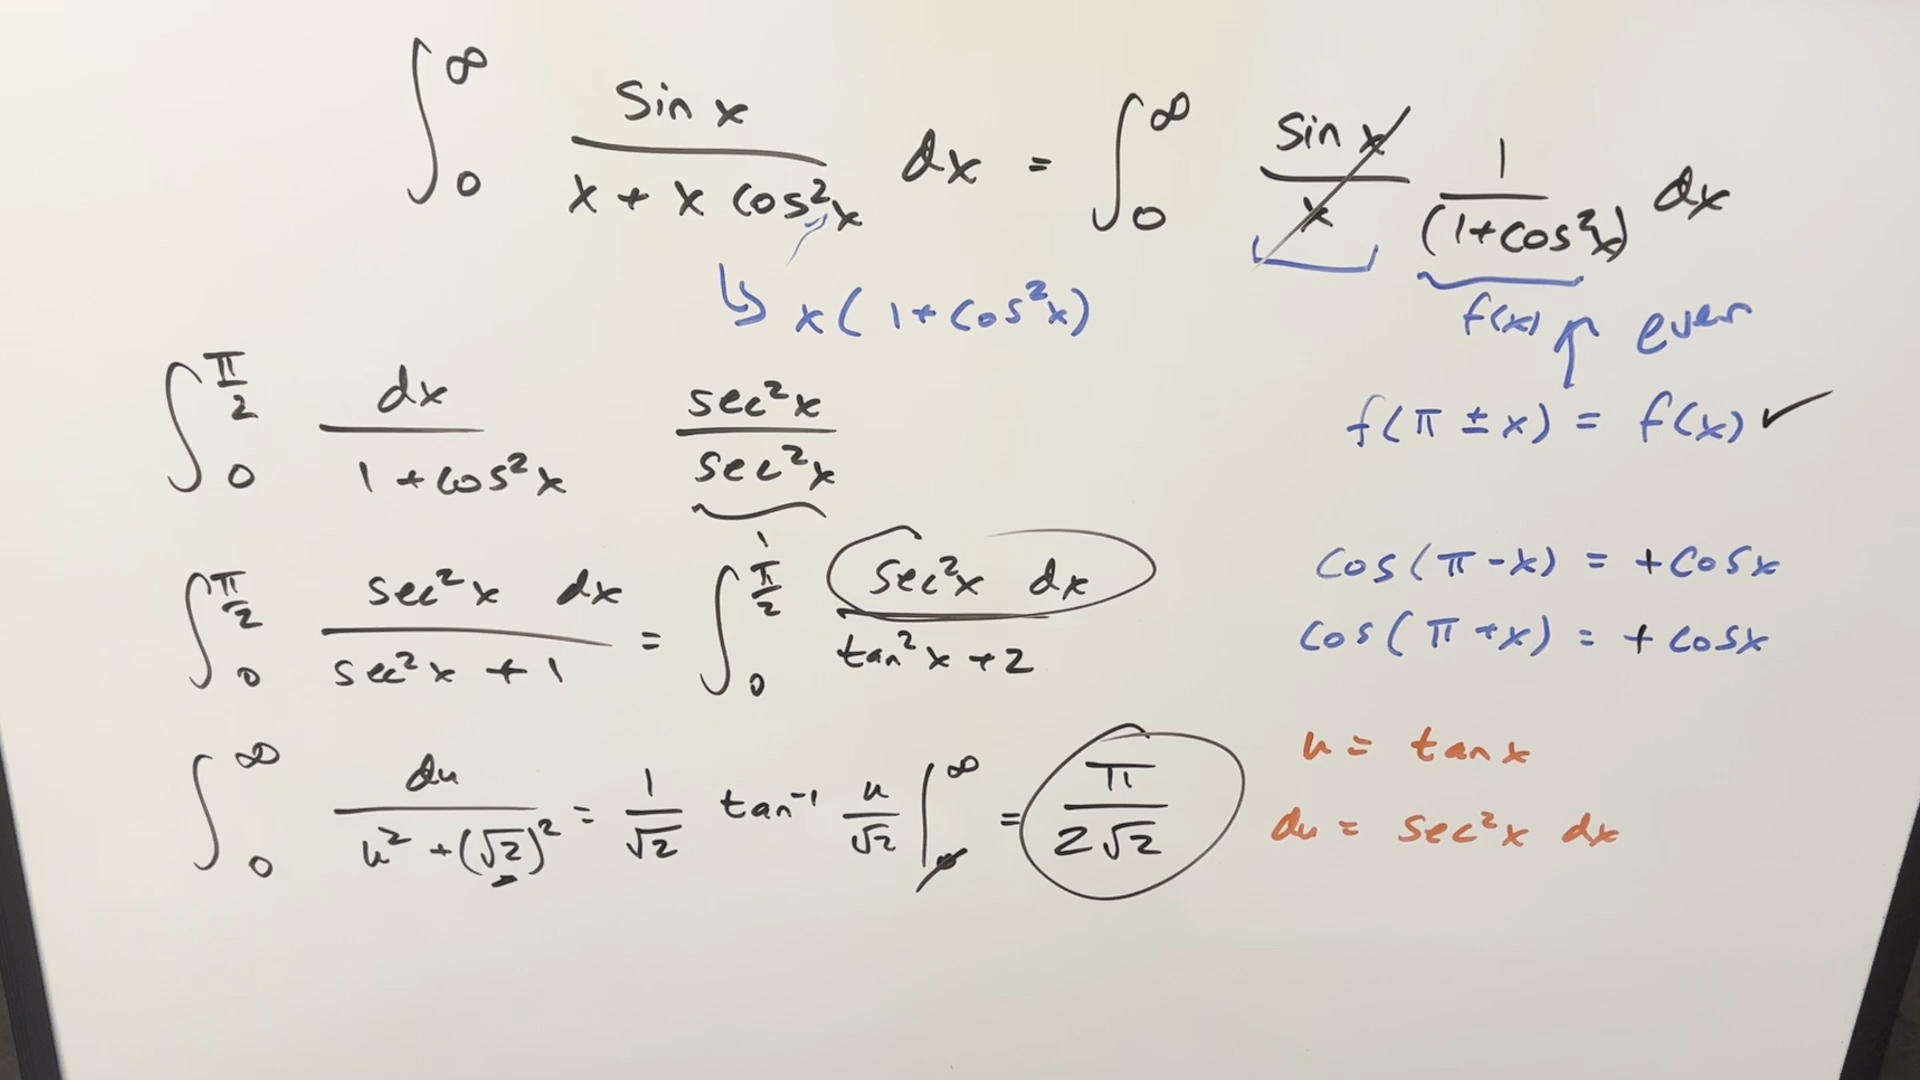 ∫₀^∞ sin x / (x + x cos²x) dx = ∫₀^∞ (sin x / x) (1 / (1+cos²x)) dx
↳ x(1+cos²x)
f(x) ↑ even
∫₀^(π/2) dx / (1+cos²x) sec²x / sec²x
f(π ± x) = f(x) ✓
∫₀^(π/2) sec²x dx / (sec²x + 1) = ∫₀^(π/2) sec²x dx / (tan²x + 2)
cos(π - x) = + cos x
cos(π + x) = + cos x
∫₀^∞ du / (u² + (√2)²) = 1/√2 tan⁻¹ u/√2 |₀^∞ = π / (2√2)
u = tan x
du = sec²x dx